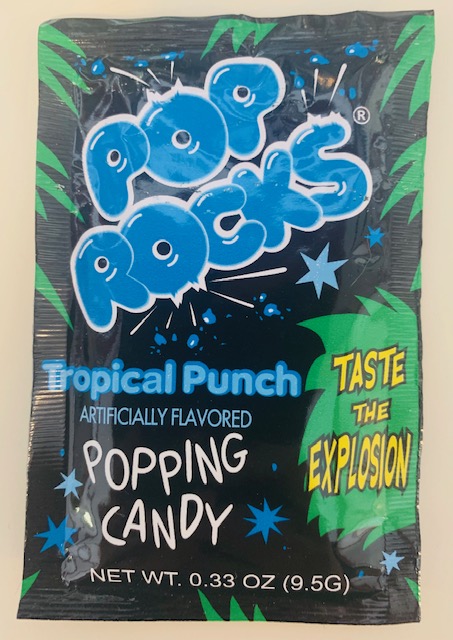 POP
ROCKS®
Tropical Punch
ARTIFICIALLY FLAVORED
POPPING
CANDY
TASTE
THE
EXPLOSION
NET WT. 0.33 OZ (9.5G)